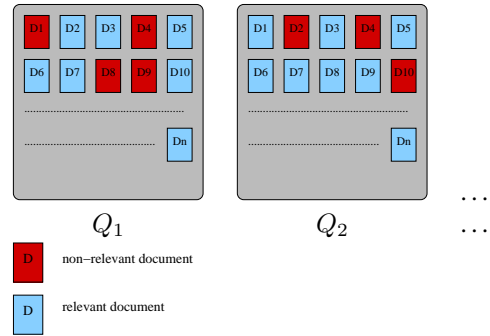 D1 D2 D3 D4 D5 D1 D2 D3 D4 D5
D6 D7 D8 D9 D10 D6 D7 D8 D9 D10
Dn Dn
...
Q1 Q2 ...
D non−relevant document
D relevant document